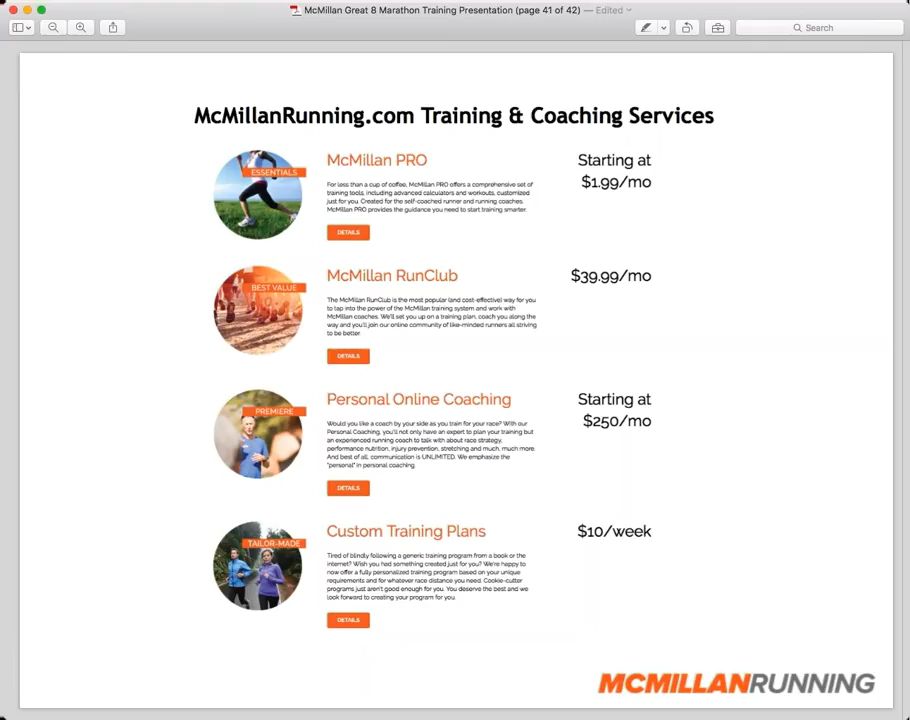 McMillan Great 8 Marathon Training Presentation (page 41 of 42) — Edited
Search
McMillanRunning.com Training & Coaching Services
ESSENTIALS
McMillan PRO
Starting at
$1.99/mo
For less than a cup of coffee, McMillan PRO offers a comprehensive set of
training tools, including advanced calculators and workouts, customized
just for you. Created for the self-coached runner and running coaches,
McMillan PRO provides the guidance you need to start training smarter.
DETAILS
BEST VALUE
McMillan RunClub
$39.99/mo
The McMillan RunClub is the most popular (and cost-effective) way for you
to tap into the power of the McMillan training system and work with
McMillan coaches. We'll set you up on a training plan, coach you along the
way and you'll join our online community of like-minded runners all striving
to be better.
DETAILS
PREMIERE
Personal Online Coaching
Starting at
$250/mo
Would you like a coach by your side as you train for your race? With our
Personal Coaching, you'll not only have an expert to plan your training but
an experienced running coach to talk with about race strategy,
performance nutrition, injury prevention, stretching and much, much more.
And best of all, communication is UNLIMITED. We emphasize the
"personal" in personal coaching.
DETAILS
TAILOR-MADE
Custom Training Plans
$10/week
Tired of blindly following a generic training program from a book or the
internet? Wish you had something created just for you? We're happy to
now offer a fully personalized training program based on your unique
requirements and for whatever race distance you need. Cookie-cutter
programs just aren't good enough for you. You deserve the best and we
look forward to creating your program for you.
DETAILS
MCMILLANRUNNING